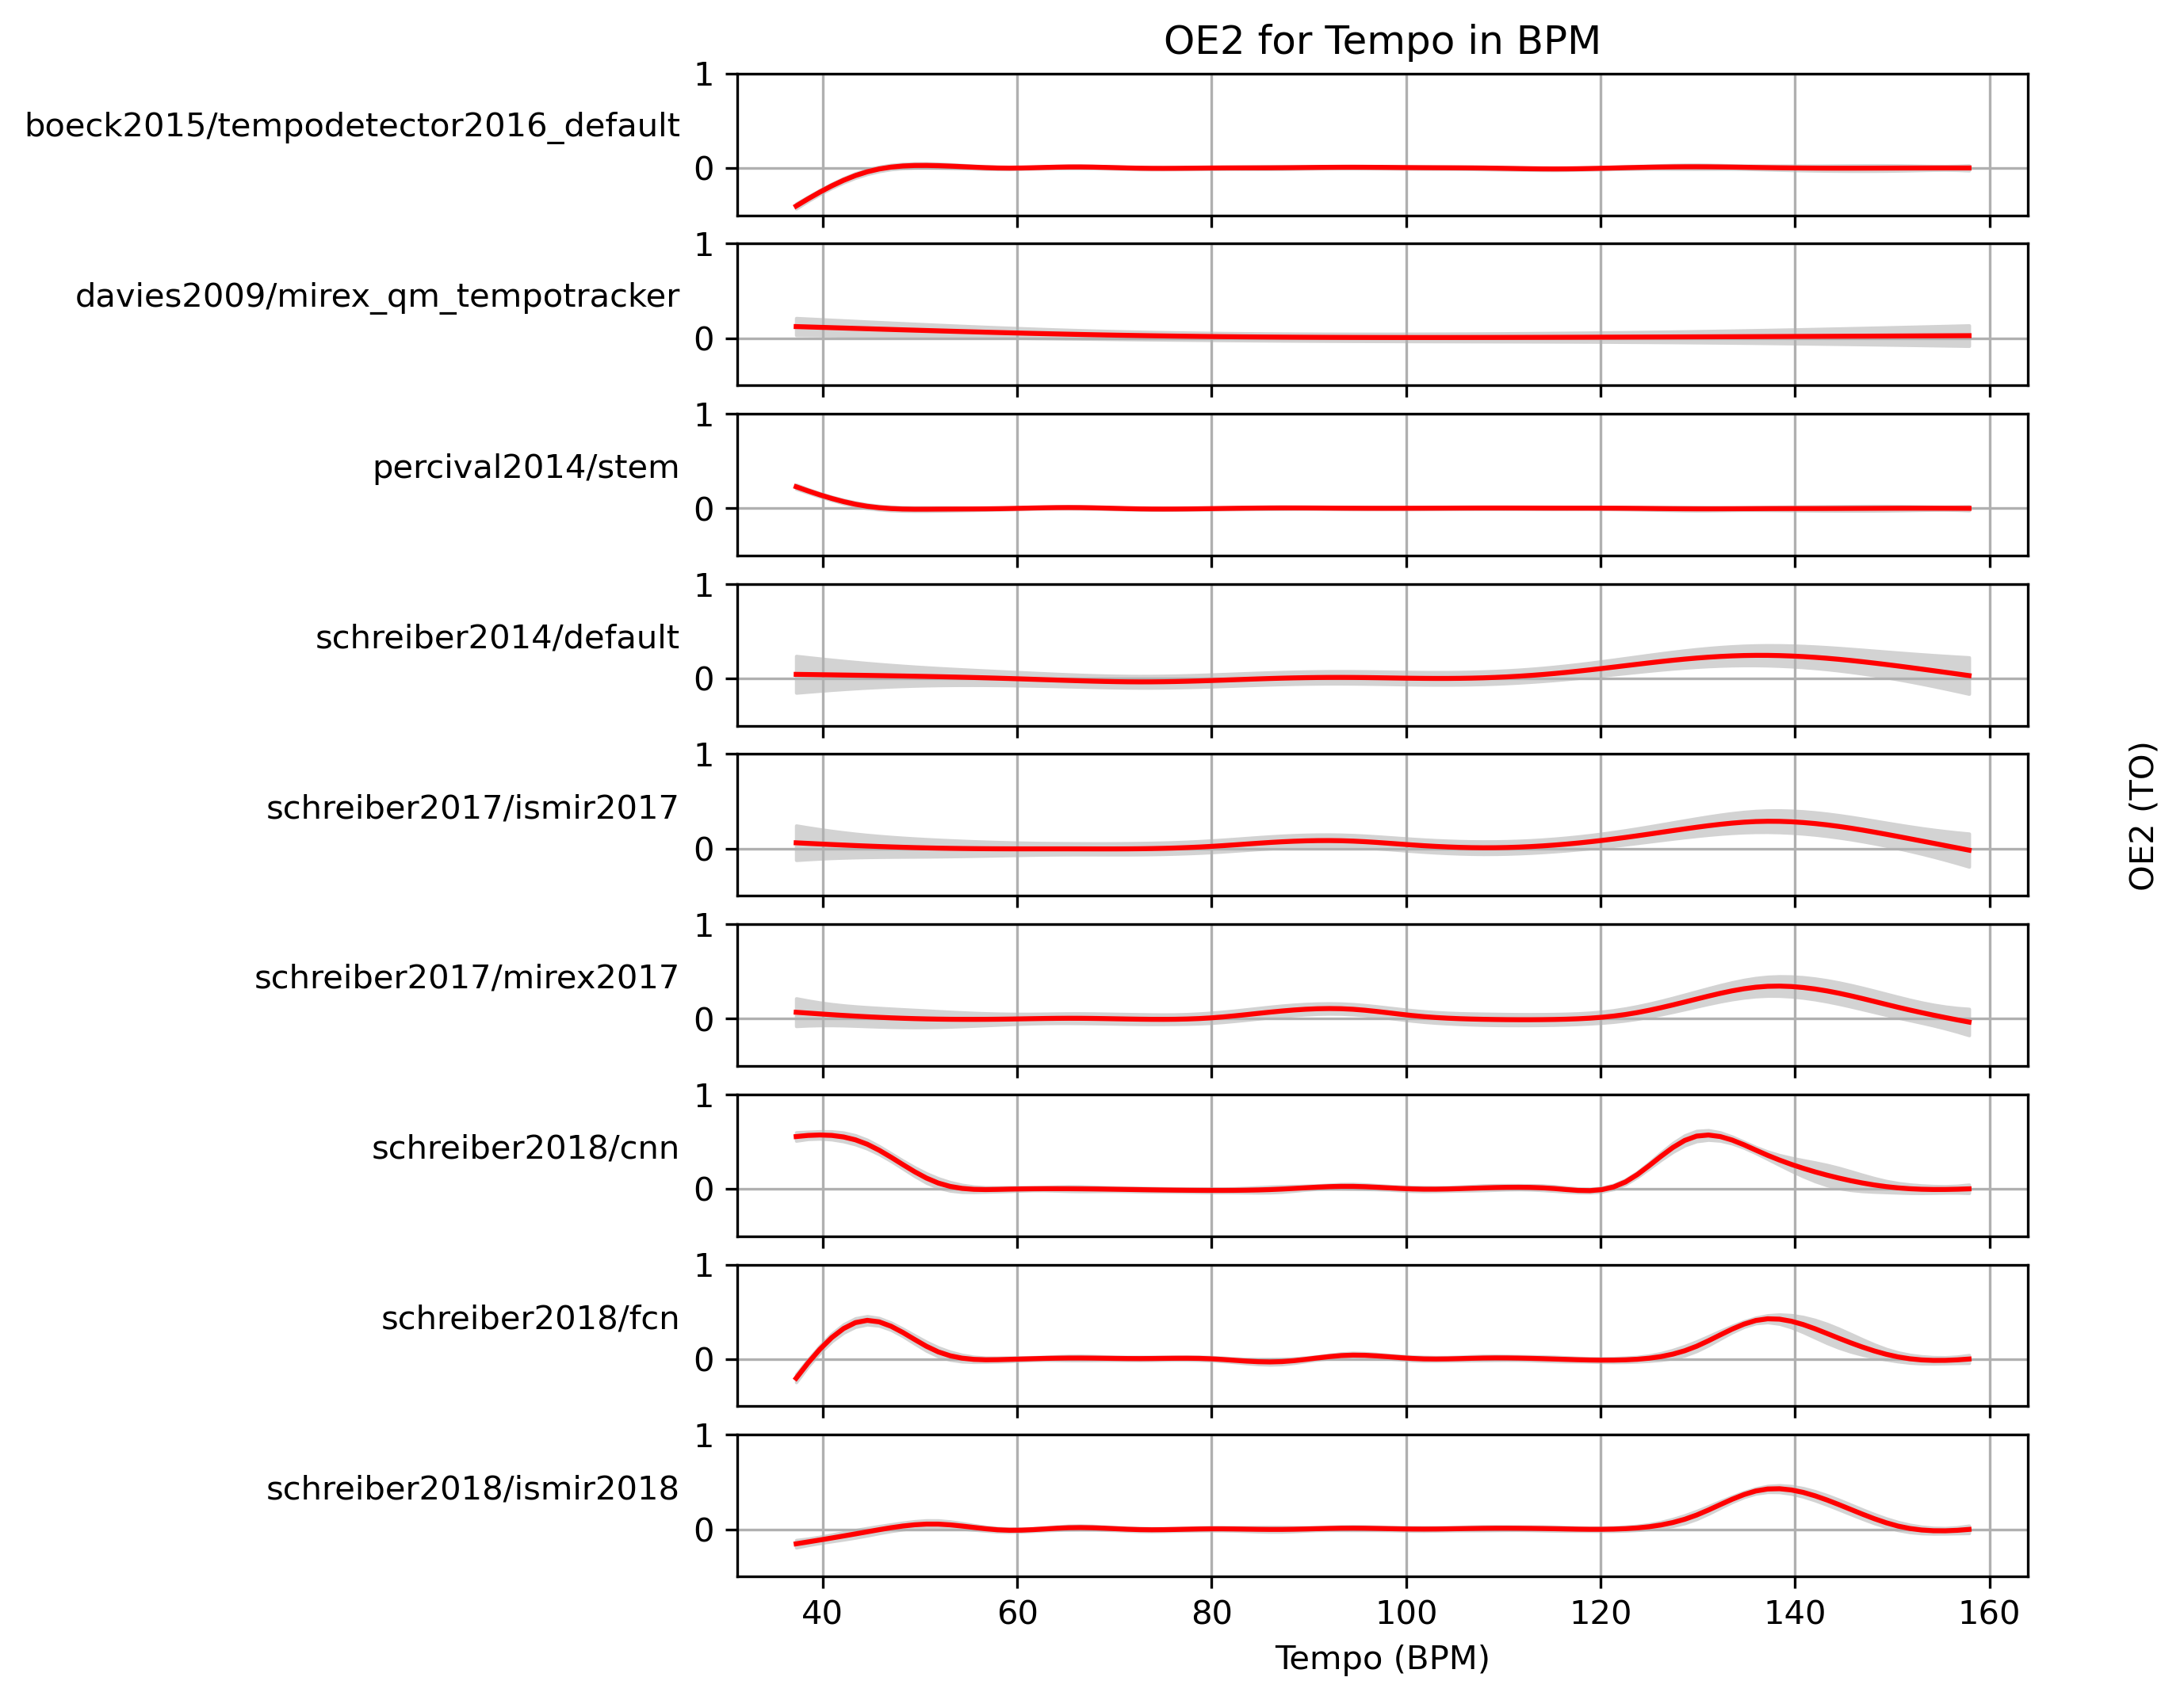 OE2 for Tempo in BPM
1
boeck2015/tempodetector2016_default
0
1
davies2009/mirex_qm_tempotracker
0
1
percival2014/stem
0
1
schreiber2014/default
0
1
schreiber2017/ismir2017
0
1
schreiber2017/mirex2017
0
1
schreiber2018/cnn
0
1
schreiber2018/fcn
0
1
schreiber2018/ismir2018
0
40 60 80 100 120 140 160
Tempo (BPM)
OE2 (TO)